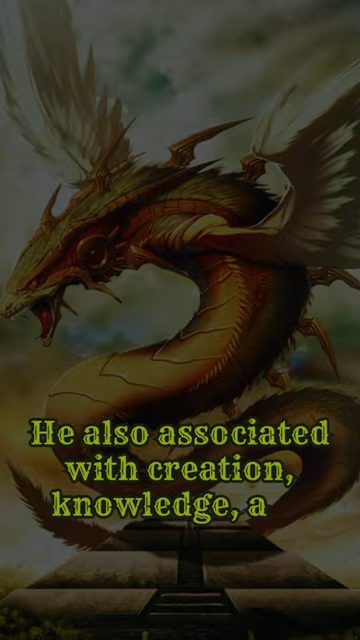 He also associated
with creation,
knowledge, a